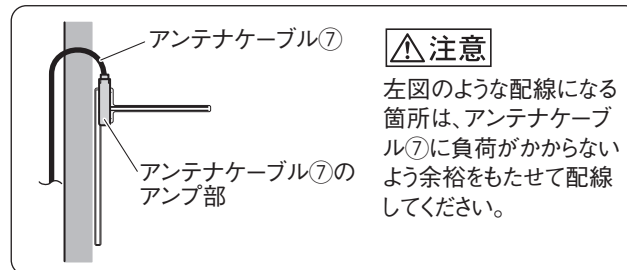 アンテナケーブル⑦
アンテナケーブル⑦の
アンプ部
注意
左図のような配線になる
箇所は、アンテナケーブ
ル⑦に負荷がかからない
よう余裕をもたせて配線
してください。